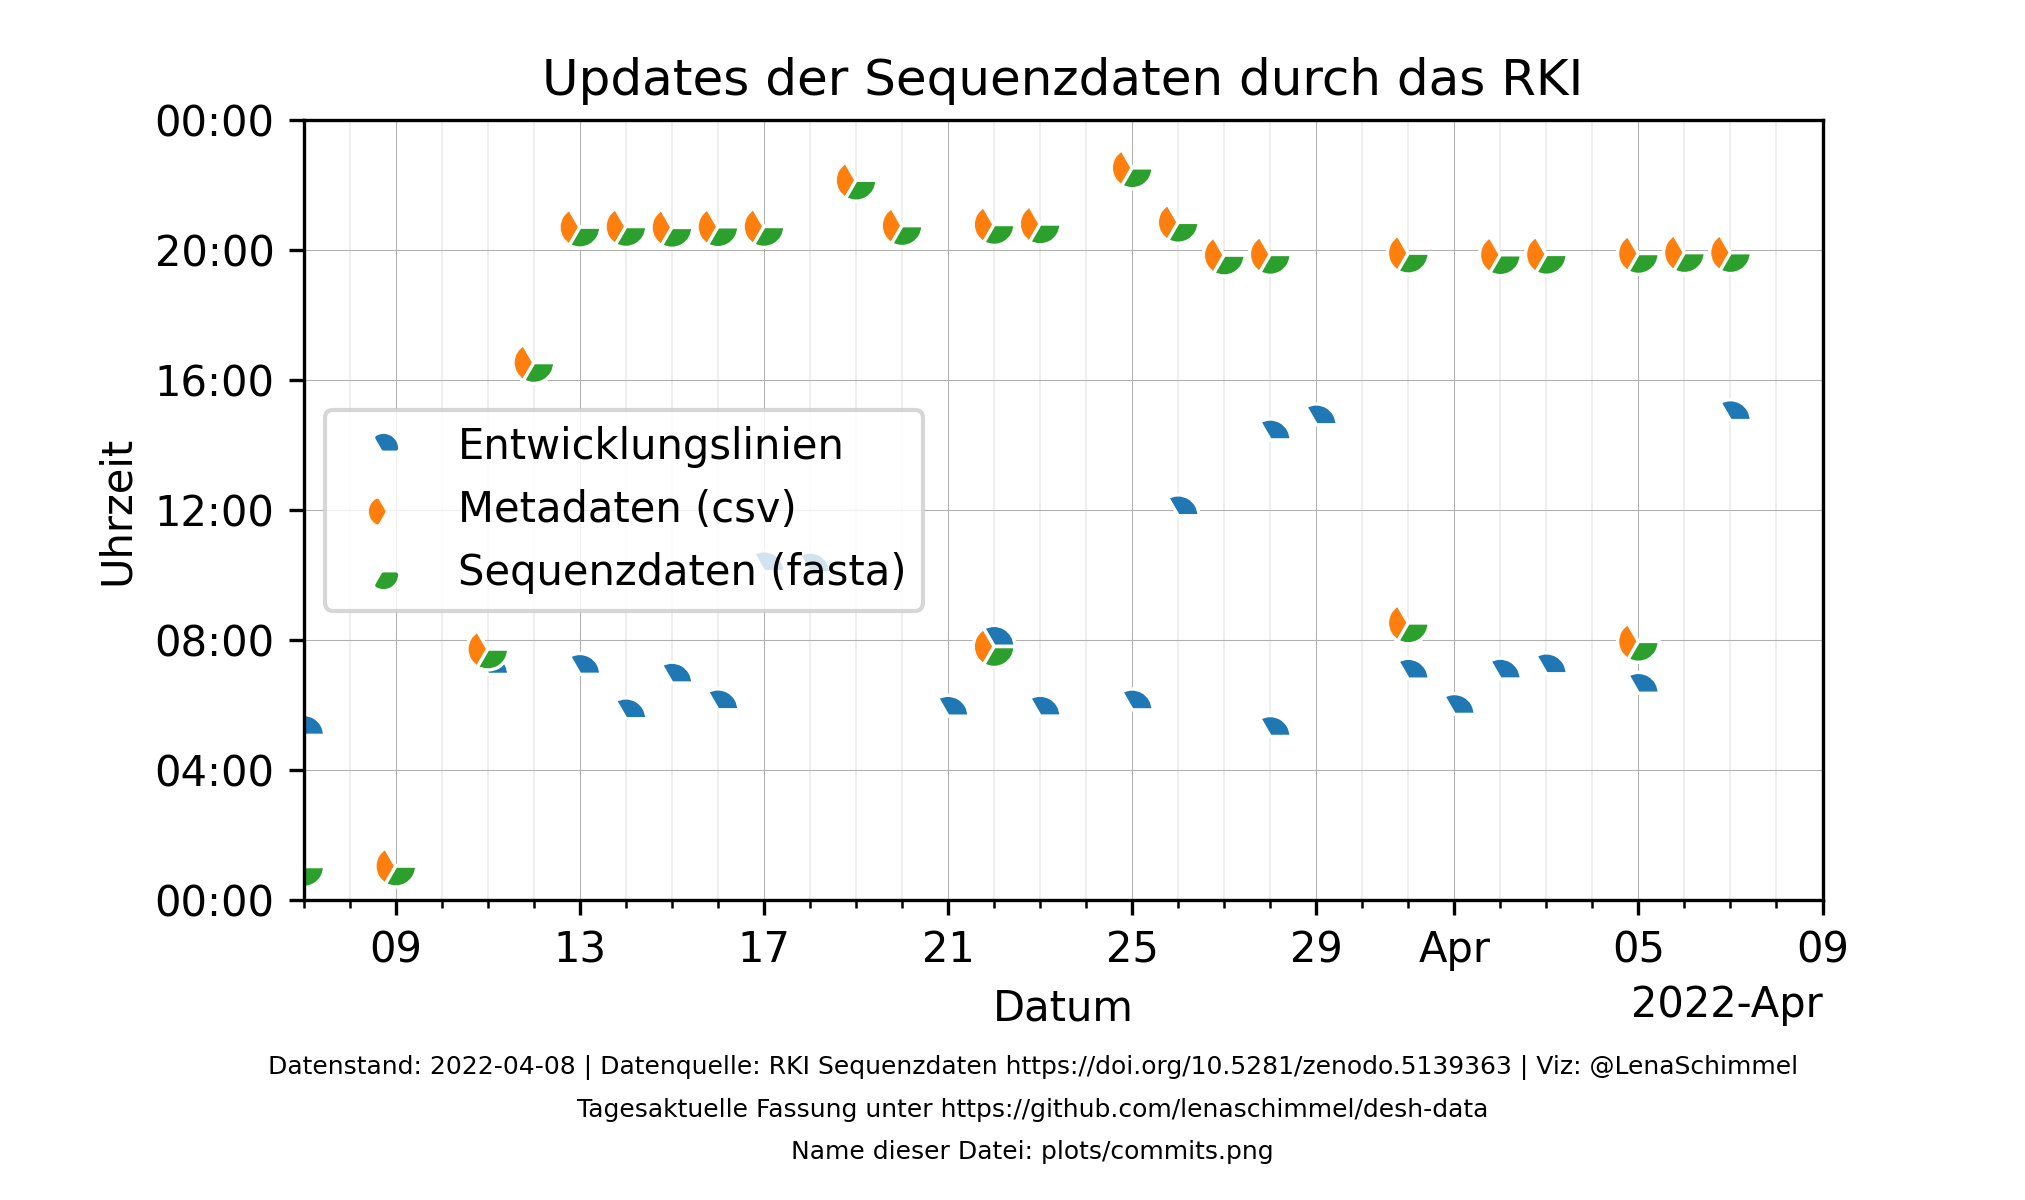 Updates der Sequenzdaten durch das RKI
00:00
20:00
16:00
12:00
08:00
04:00
00:00
Uhrzeit
Entwicklungslinien
Metadaten (csv)
Sequenzdaten (fasta)
09 13 17 21 25 29 Apr 05 09
2022-Apr
Datum
Datenstand: 2022-04-08 | Datenquelle: RKI Sequenzdaten https://doi.org/10.5281/zenodo.5139363 | Viz: @LenaSchimmel
Tagesaktuelle Fassung unter https://github.com/lenaschimmel/desh-data
Name dieser Datei: plots/commits.png